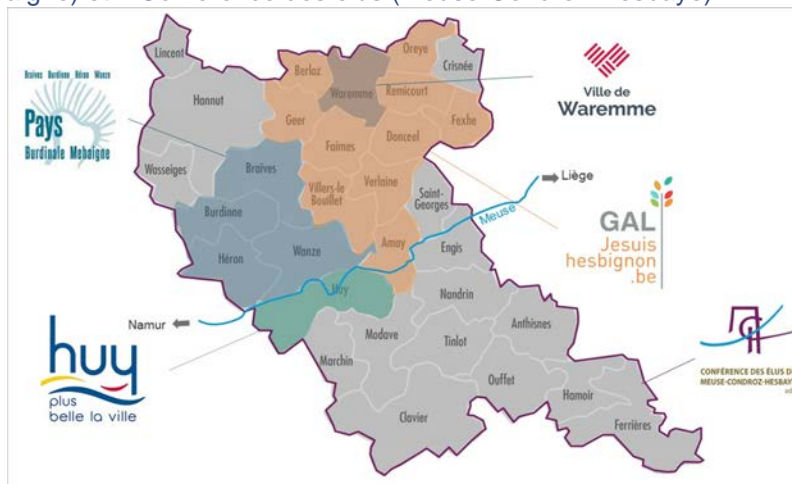 Lincent
Hannut
Wasseiges
Berloz
Waremme
Oreye
Crisnée
Remicourt
Geer
Faimes
Donceel
Fexhe
Braives
Villers-le
Bouillet
Verlaine
Saint-
Georges
Burdinne
Héron
Wanze
Amay
Engis
Huy
Meuse
Liège
Namur
Nandrin
Modave
Marchin
Tinlot
Anthisnes
Ouffet
Clavier
Hamoir
Ferrières
Braives Burdinne Héron Wanze
Pays
Burdinale Mehaigne
Ville de
Waremme
GAL
Jesuis
hesbignon
.be
huy
plus
belle la ville
CONFÉRENCE DES ÉLUS D
MEUSE-CONDROZ-HESBAY